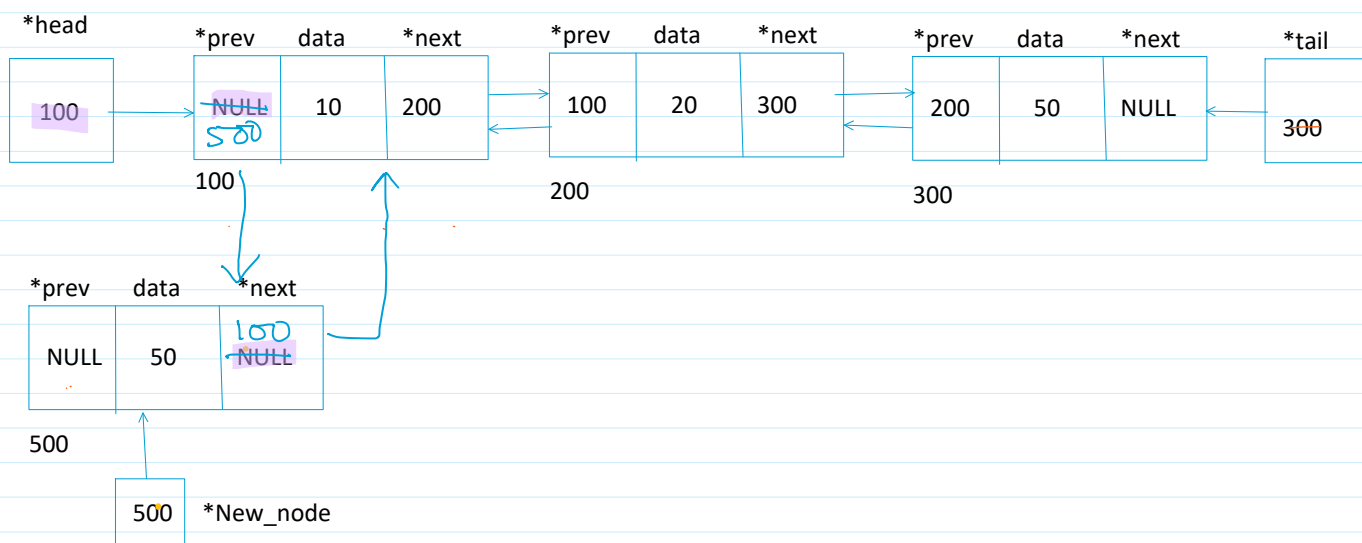 *head
*prev data *next *prev data *next *prev data *next *tail
100 NULL 10 200 100 20 300 200 50 NULL 300
500
100 200 300
*prev data *next
100
NULL 50 NULL
500
500 *New_node